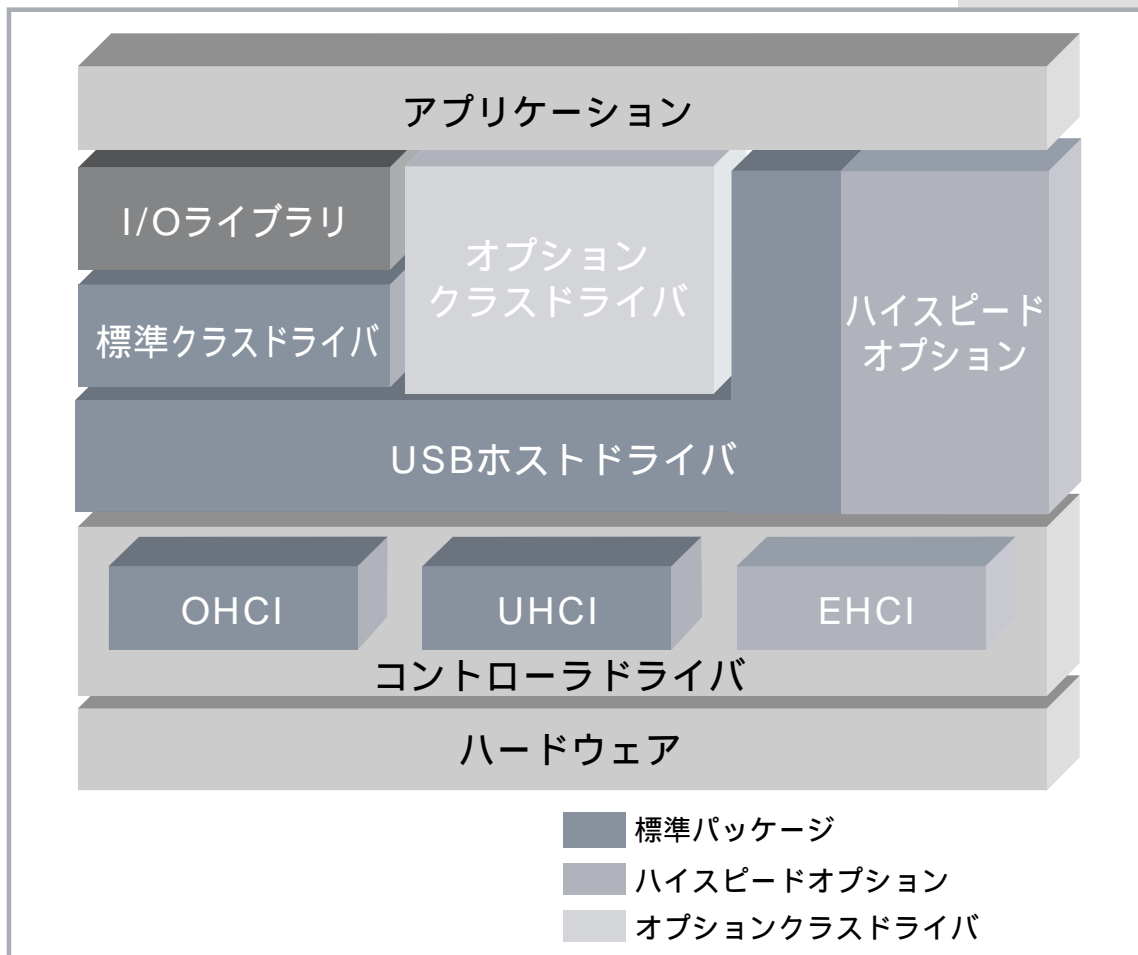 アプリケーション
I/Oライブラリ
オプション
クラスドライバ
標準クラスドライバ
ハイスピード
オプション
USBホストドライバ
OHCI
UHCI
EHCI
コントローラドライバ
ハードウェア
標準パッケージ
ハイスピードオプション
オプションクラスドライバ